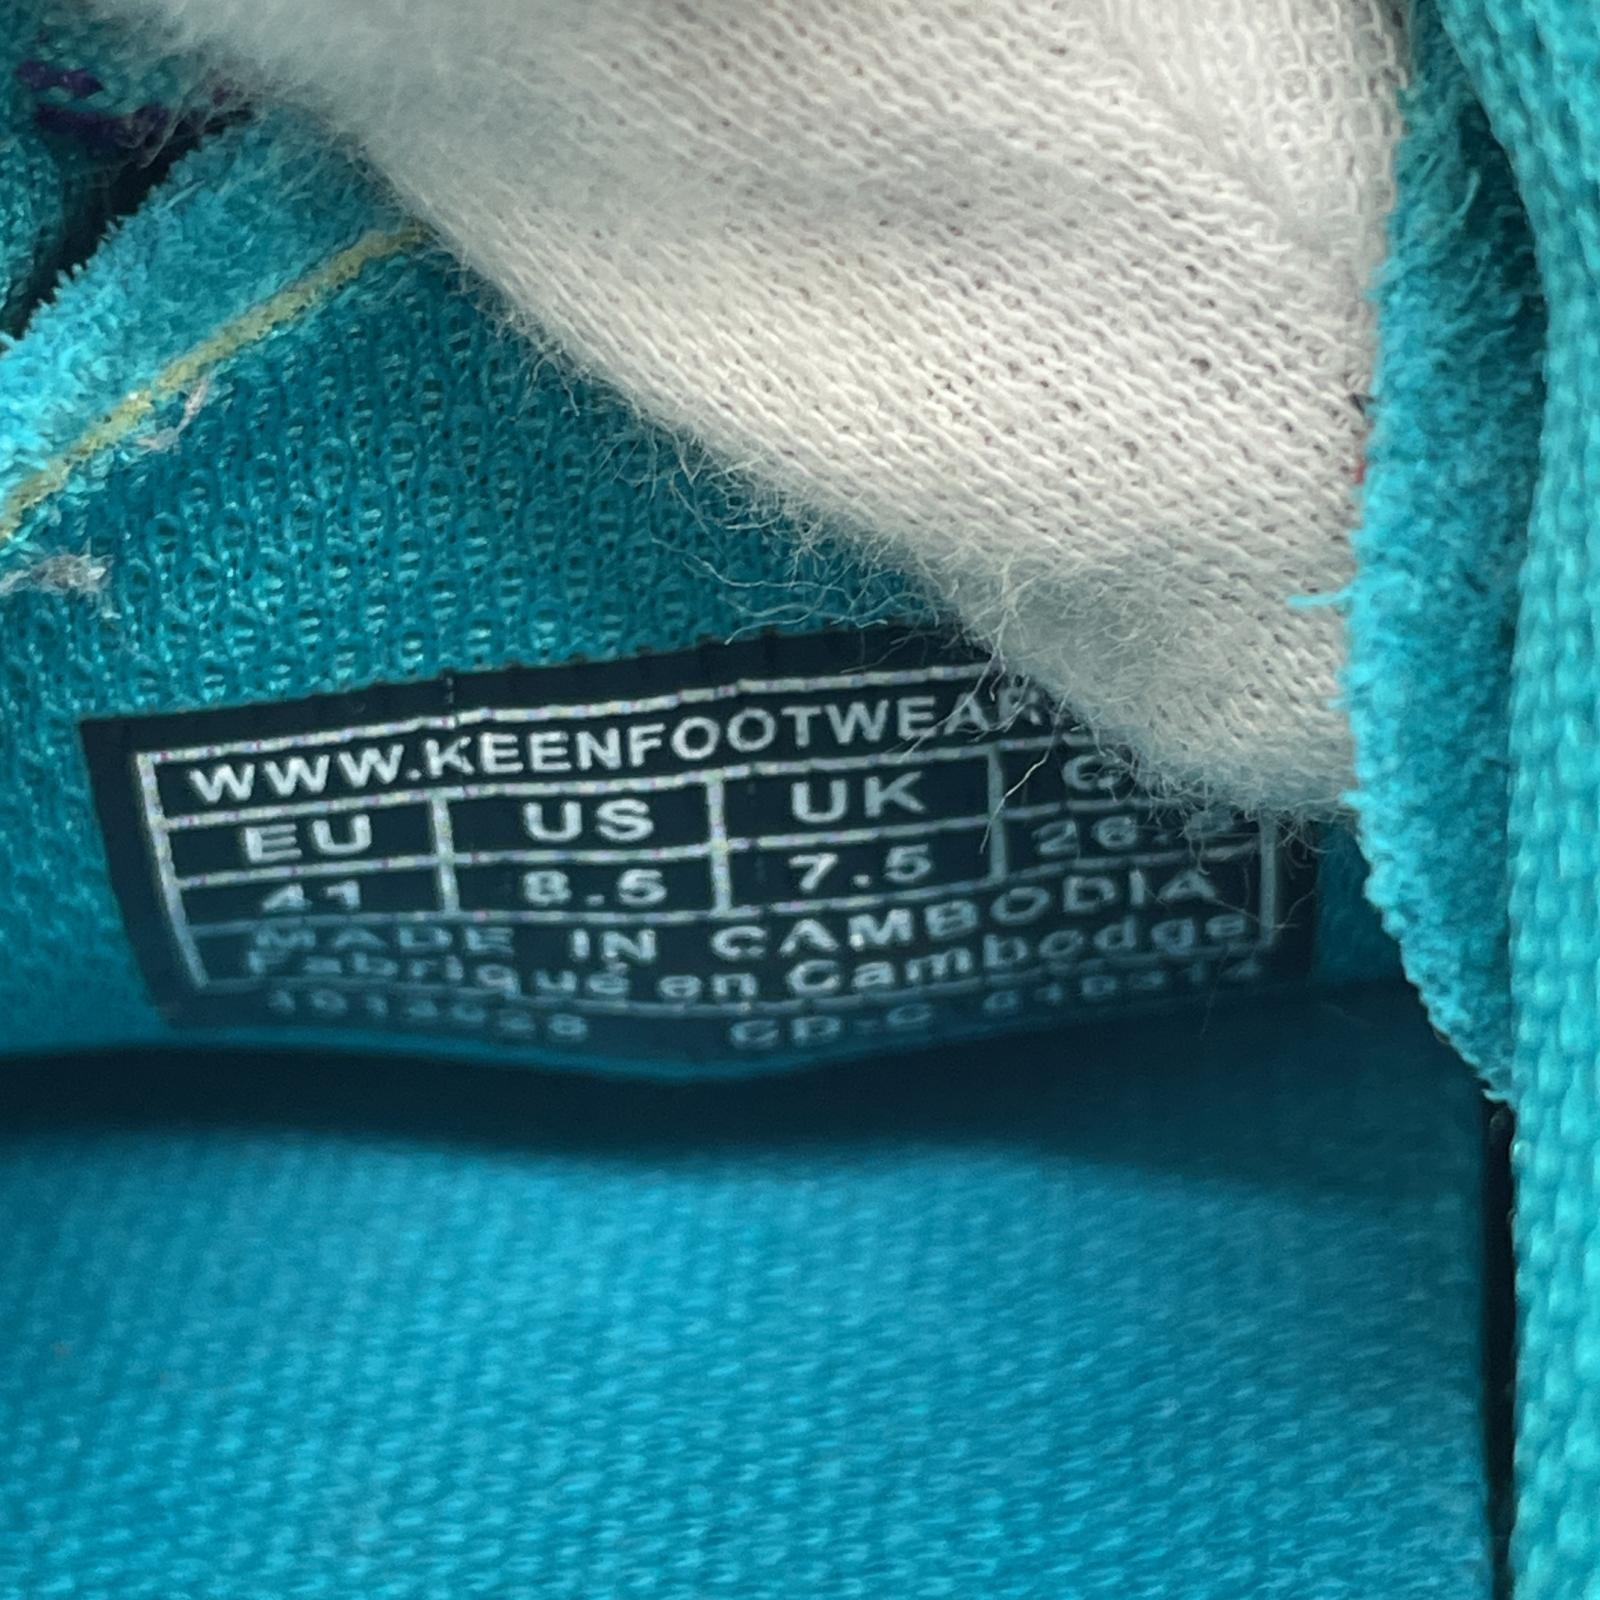 WWW.KEENFOOTWEAR
EU US UK
41 8.5 7.5
MADE IN CAMBODIA
Fabriqué en Cambodge